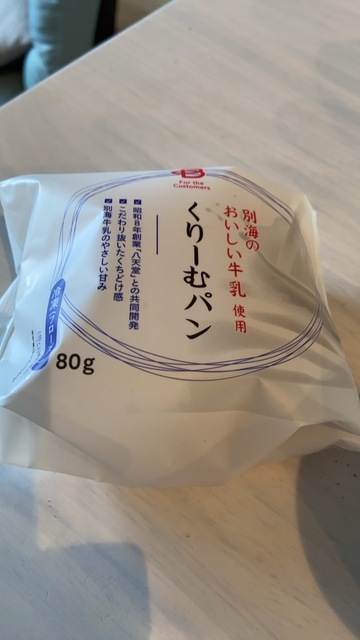 For the
Customers
別海の
おいしい牛乳 使用
くりーむパン
昭和8年創業「八天堂」との共同開発
こだわり抜いたくちどけ感
別海牛乳のやさしい甘み
80g